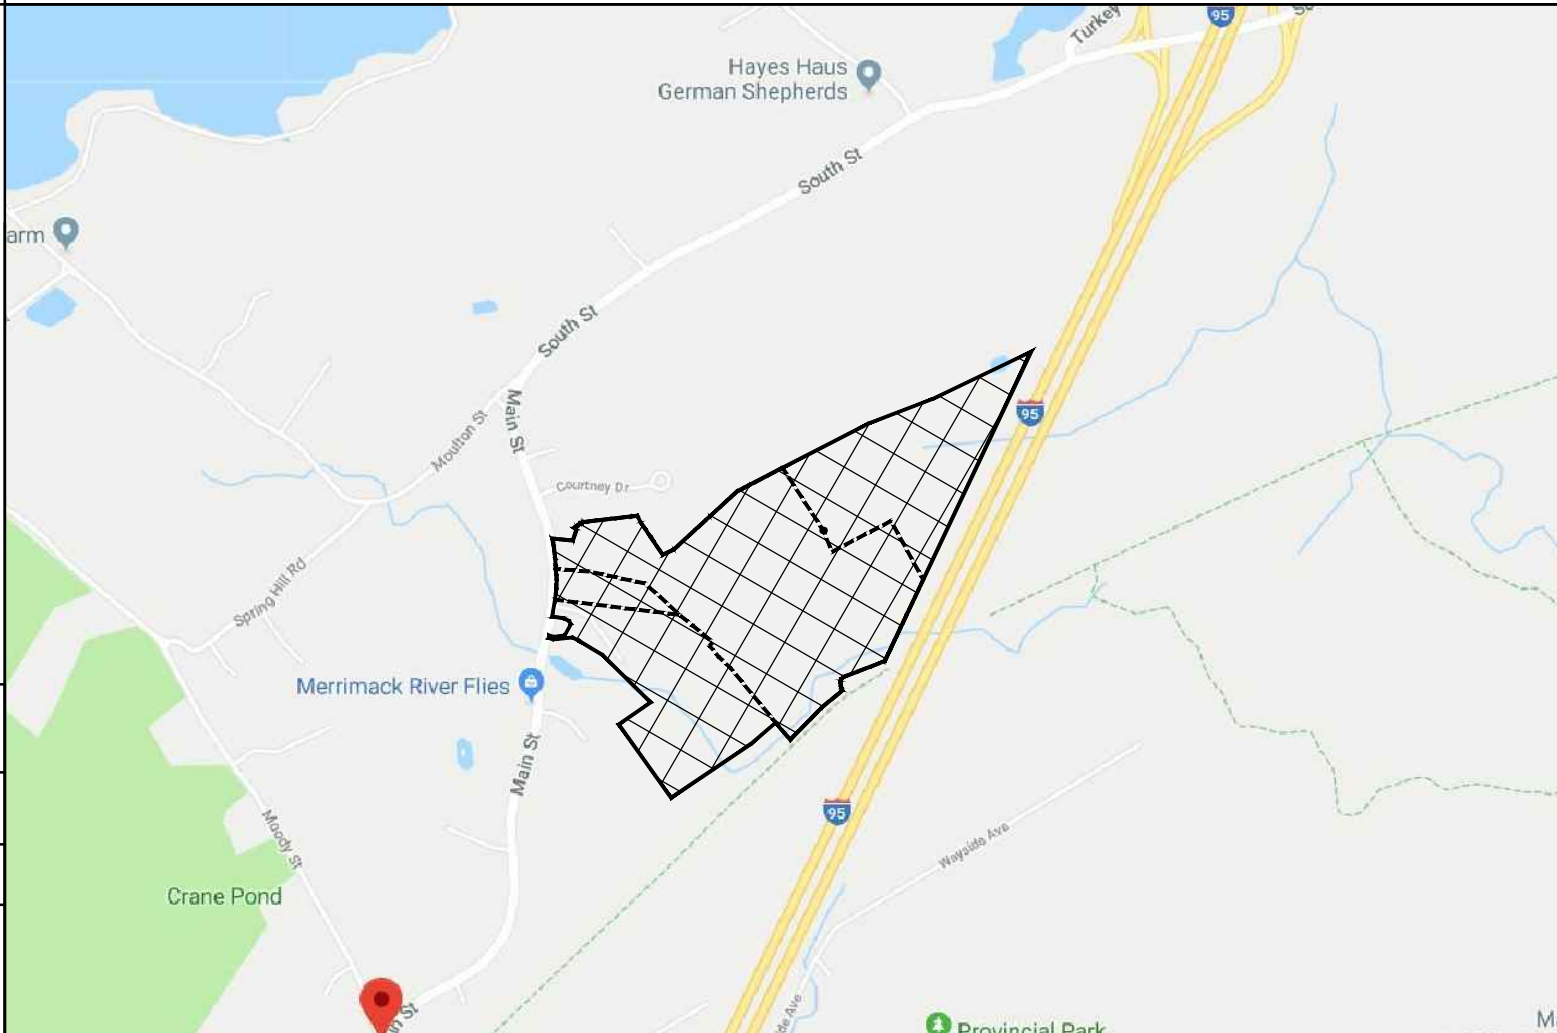 95
Turkey
Hayes Haus
German Shepherds
South St
arm
South St
95
Main St
Moulton St
Courtney Dr
Spring Hill Rd
Merrimack River Flies
Main St
95
Moody St
Wayside Ave
Crane Pond
Provincial Park